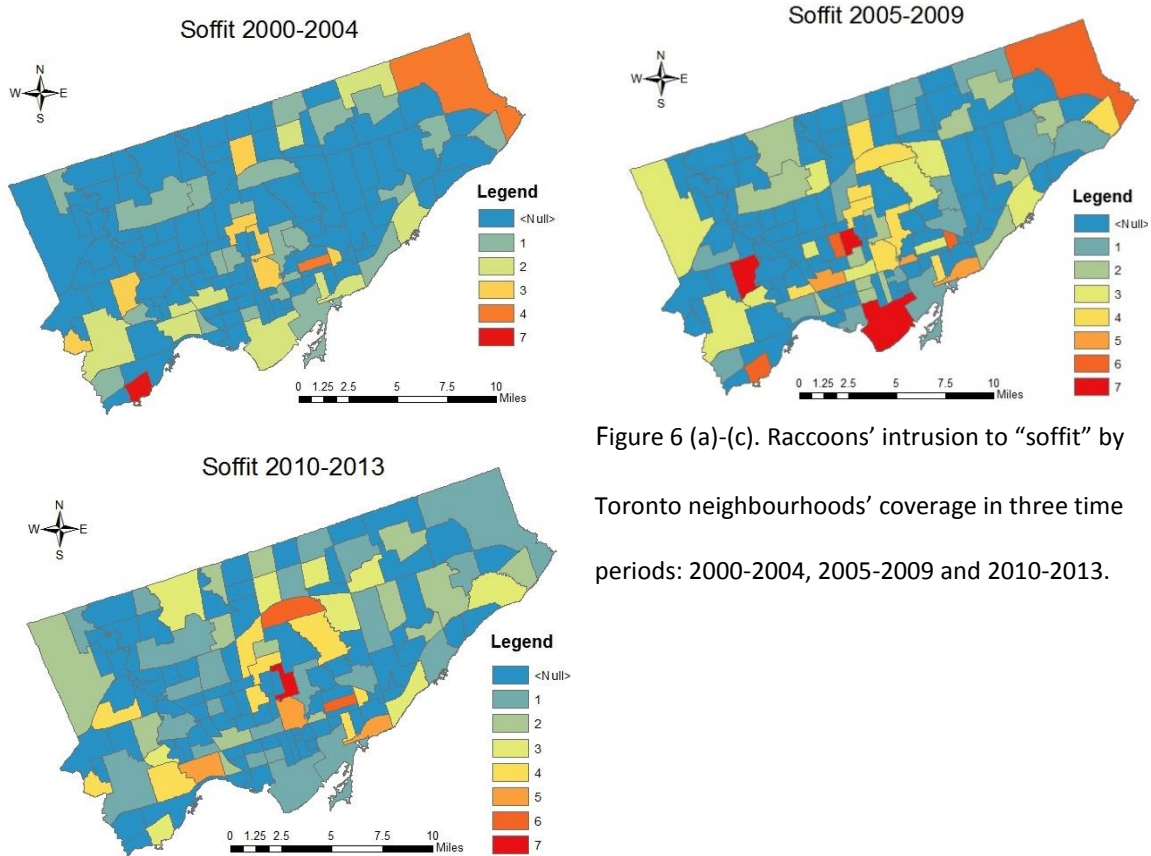 Soffit 2000-2004
N
W E
S
Legend
<Null>
1
2
3
4
7
0 1.25 2.5 5 7.5 10
Miles
Soffit 2005-2009
N
W E
S
Legend
<Null>
1
2
3
4
5
6
7
0 1.25 2.5 5 7.5 10
Miles
Figure 6 (a)-(c). Raccoons’ intrusion to “soffit” by
Toronto neighbourhoods’ coverage in three time
periods: 2000-2004, 2005-2009 and 2010-2013.
Soffit 2010-2013
N
W E
S
Legend
<Null>
1
2
3
4
5
6
7
0 1.25 2.5 5 7.5 10
Miles